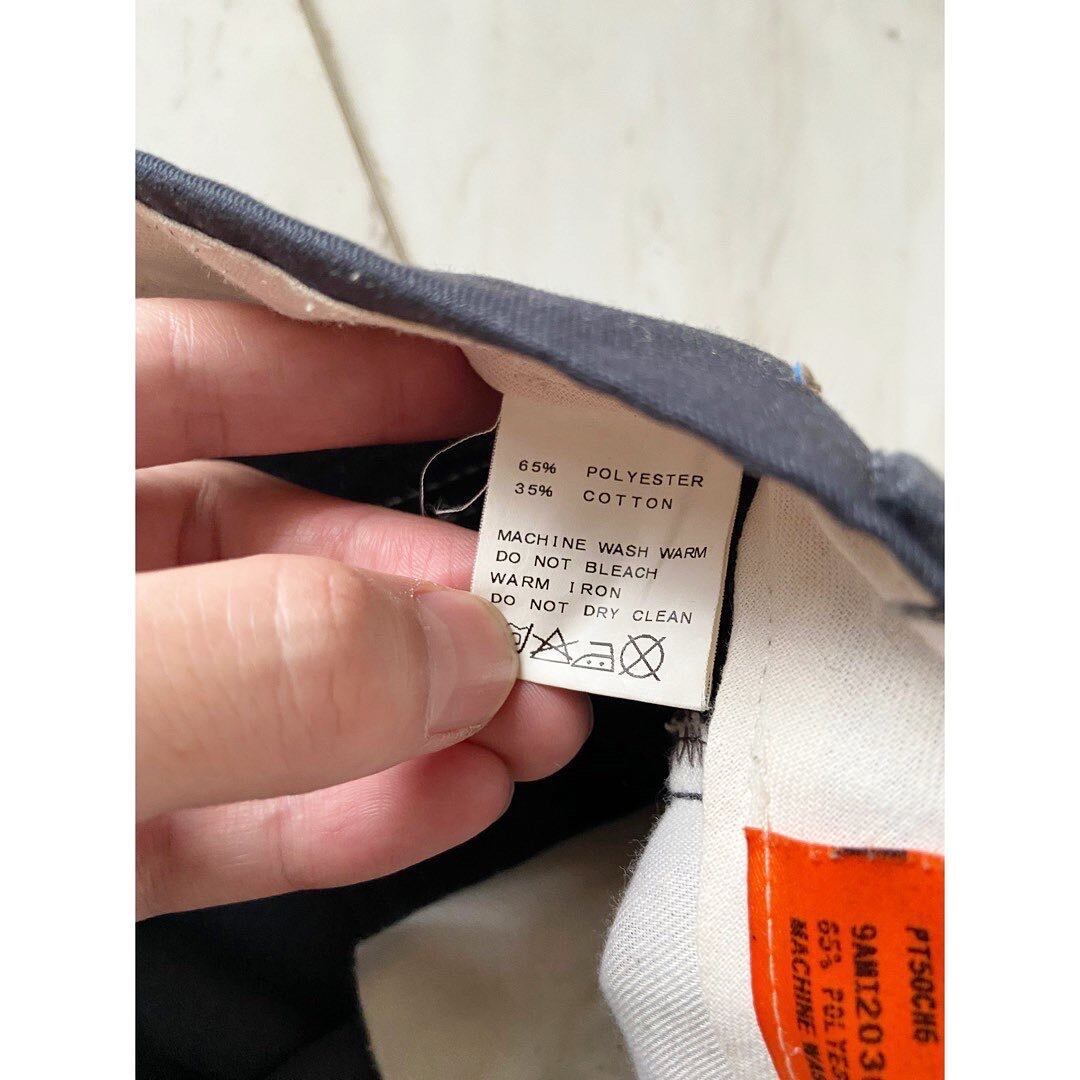 65% POLYESTER
35% COTTON
MACHINE WASH WARM
DO NOT BLEACH
WARM IRON
DO NOT DRY CLEAN
PT50CH6
65% POLYES
MACHINE WAS